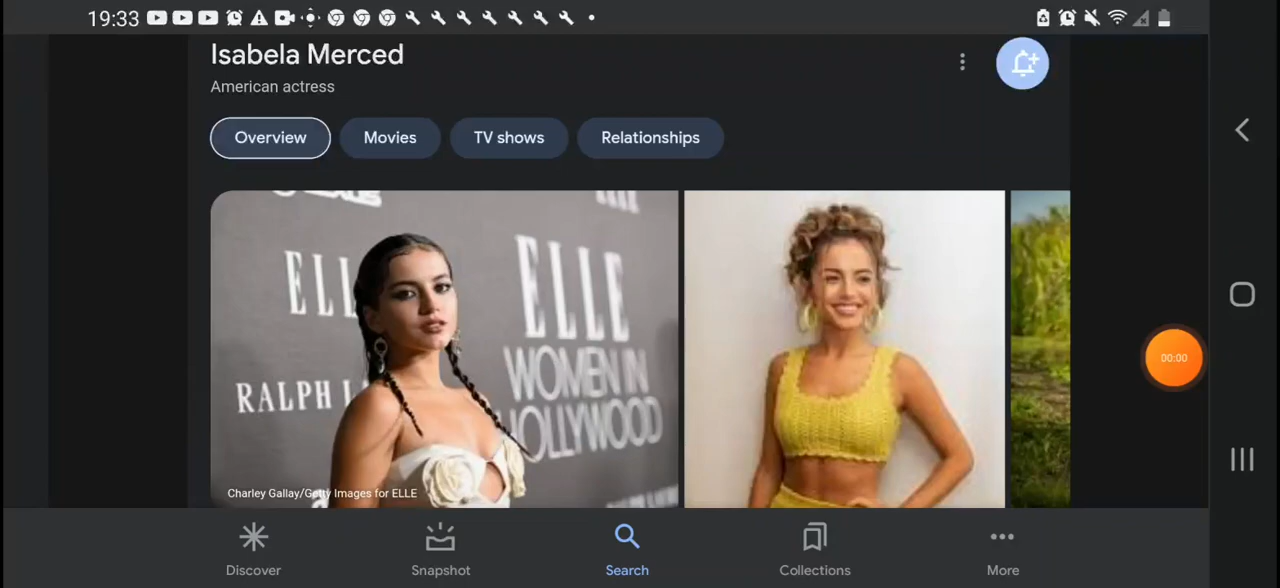 19:33
Isabela Merced
American actress
Overview Movies TV shows Relationships
ELLE
ELLE
WOMEN IN
HOLLYWOOD
RALPH
Charley Gallay/Getty Images for ELLE
00:00
Discover Snapshot Search Collections More